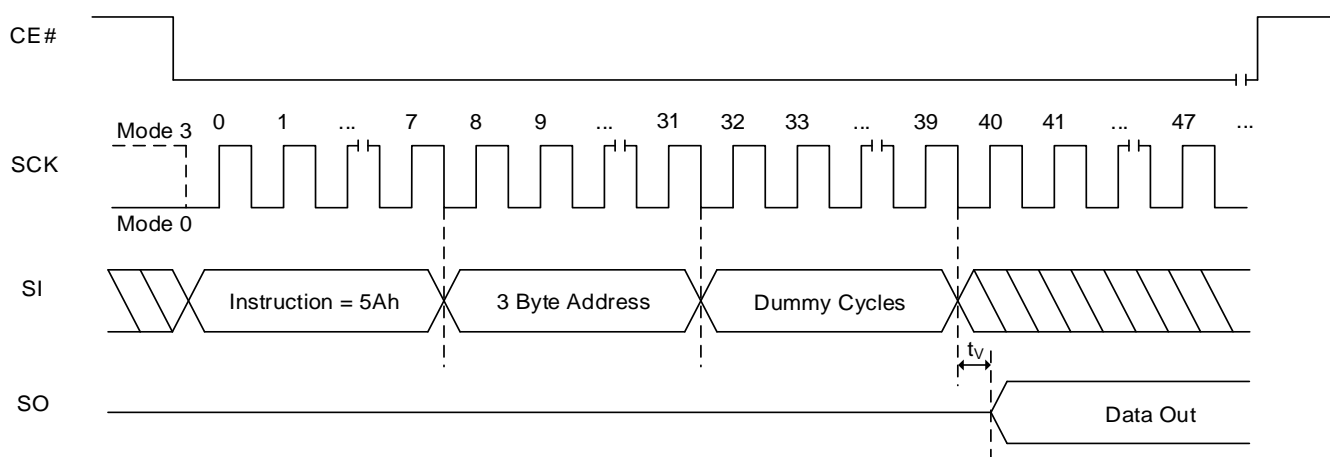 CE#
Mode 3 0 1 ... 7 8 9 ... 31 32 33 ... 39 40 41 ... 47 ...
SCK
Mode 0
SI Instruction = 5Ah 3 Byte Address Dummy Cycles
tV
SO Data Out